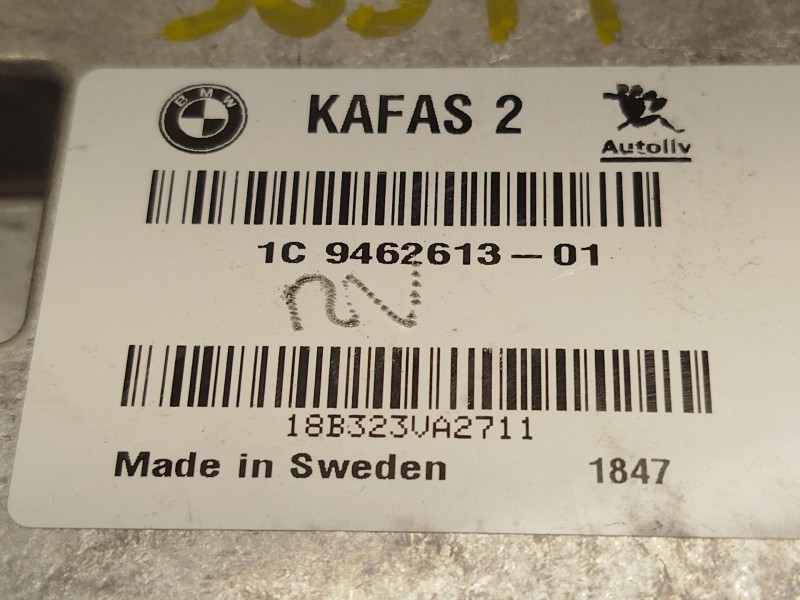 BMW
KAFAS 2
Autoliv
1C 9462613-01
18B323VA2711
Made in Sweden 1847